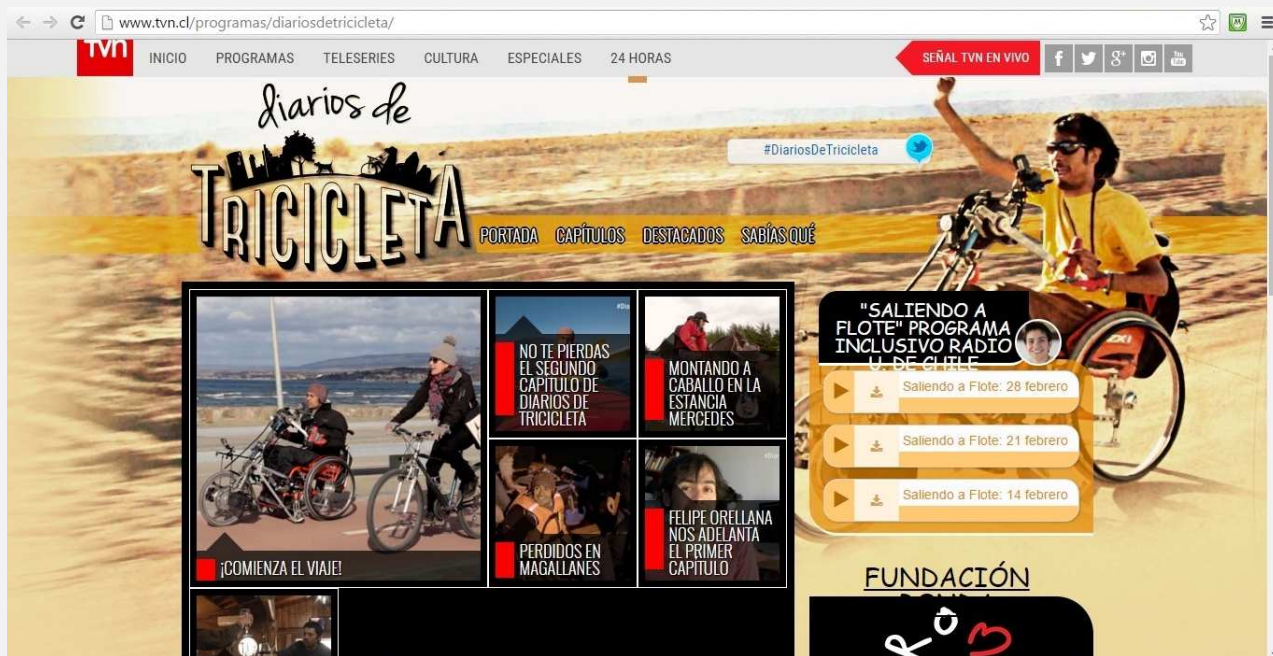 www.tvn.cl/programas/diariosdetricicleta/
tvn
INICIO PROGRAMAS TELESERIES CULTURA ESPECIALES 24 HORAS
SEÑAL TVN EN VIVO
diarios de
TRICICLETA
#DiariosDeTricicleta
PORTADA CAPÍTULOS DESTACADOS SABÍAS QUÉ
¡COMIENZA EL VIAJE!
NO TE PIERDAS
EL SEGUNDO
CAPÍTULO DE
DIARIOS DE
TRICICLETA
MONTANDO A
CABALLO EN LA
ESTANCIA
MERCEDES
PERDIDOS EN
MAGALLANES
FELIPE ORELLANA
NOS ADELANTA
EL PRIMER
CAPÍTULO
"SALIENDO A
FLOTE" PROGRAMA
INCLUSIVO RADIO
U. DE CHILE
Saliendo a Flote: 28 febrero
Saliendo a Flote: 21 febrero
Saliendo a Flote: 14 febrero
FUNDACIÓN